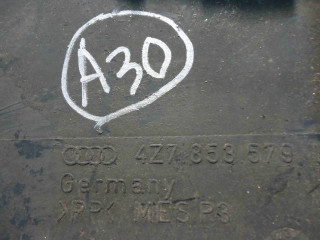 A30
4Z7 853 579
Germany
>PP< MES P3